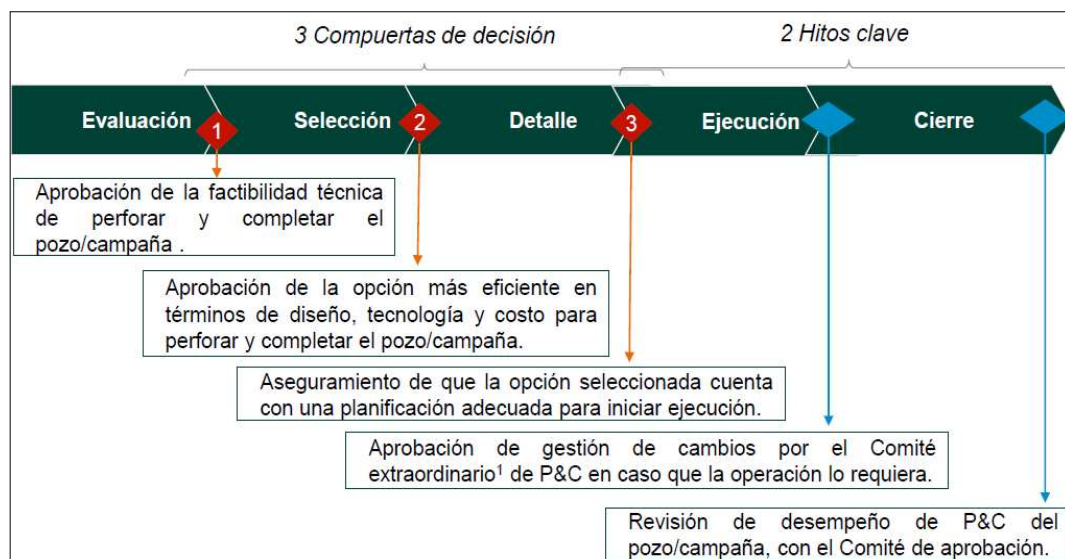 3 Compuertas de decisión
2 Hitos clave
Evaluación
1
Selección
2
Detalle
3
Ejecución
Cierre
Aprobación de la factibilidad técnica
de perforar y completar el
pozo/campaña .
Aprobación de la opción más eficiente en
términos de diseño, tecnología y costo para
perforar y completar el pozo/campaña.
Aseguramiento de que la opción seleccionada cuenta
con una planificación adecuada para iniciar ejecución.
Aprobación de gestión de cambios por el Comité
extraordinario¹ de P&C en caso que la operación lo requiera.
Revisión de desempeño de P&C del
pozo/campaña, con el Comité de aprobación.